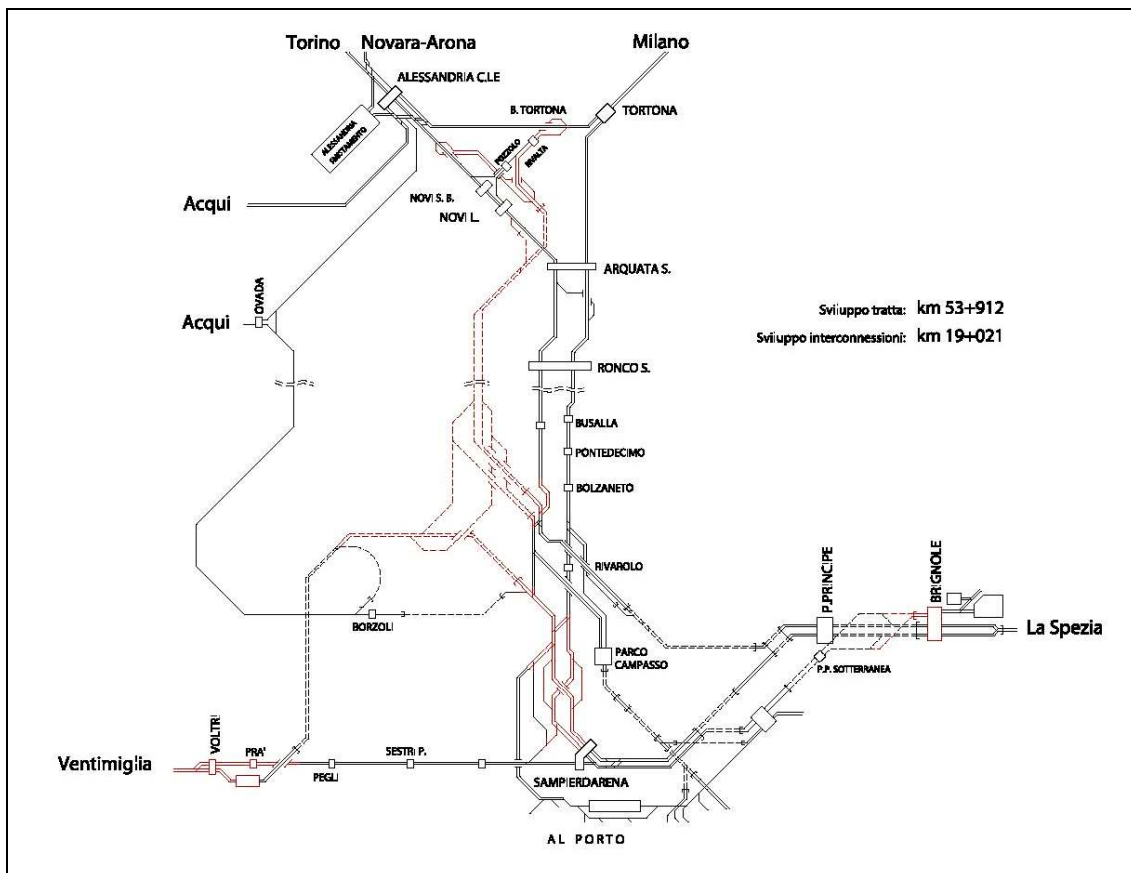 Torino
Novara-Arona
Milano
ALESSANDRIA C.LE
B. TORTONA
TORTONA
ALESSANDRIA
SMISTAMENTO
POZZOLO
RIVALTA
Acqui
NOVI S. B.
NOVI L.
ARQUATA S.
OVADA
Acqui
Sviluppo tratta: km 53+912
Sviluppo interconnessioni: km 19+021
RONCO S.
BUSALLA
PONTEDECIMO
BOLZANETO
RIVAROLO
P.PRINCIPE
BRIGNOLE
BORZOLI
La Spezia
PARCO
CAMPASSO
P.P. SOTTERRANEA
VOLTRI
PRA'
SESTRI P.
Ventimiglia
PEGLI
SAMPIERDARENA
AL PORTO